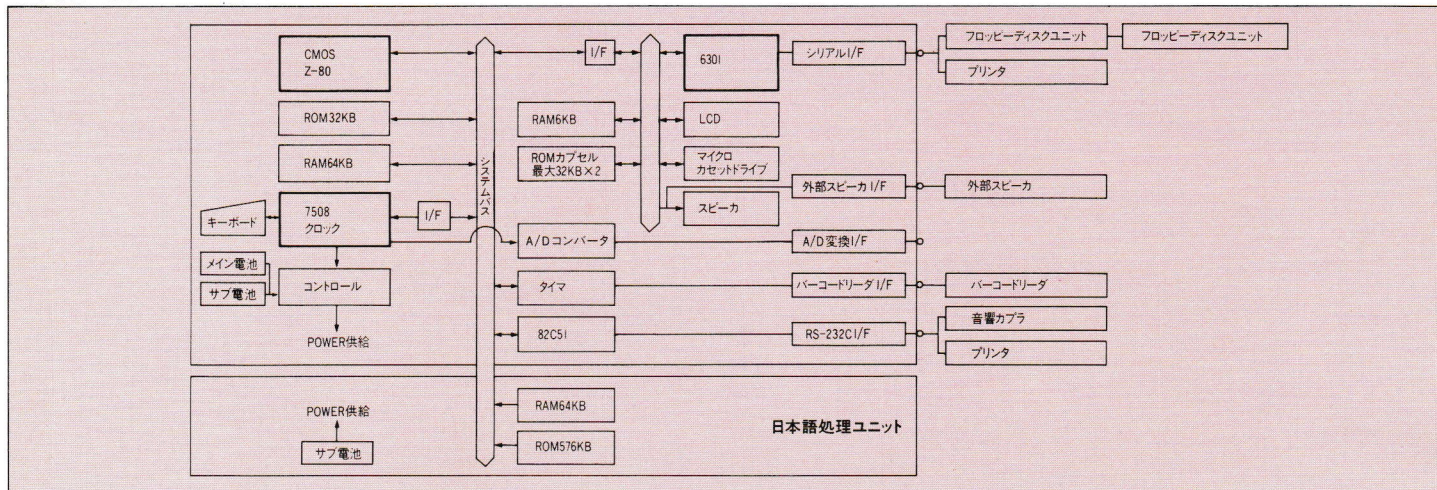 CMOS
Z-80
I/F
6301
シリアルI/F
フロッピーディスクユニット
フロッピーディスクユニット
プリンタ
ROM32KB
RAM6KB
LCD
RAM64KB
ROMカプセル
最大32KB×2
マイクロ
カセットドライブ
システムバス
外部スピーカI/F
外部スピーカ
スピーカ
キーボード
7508
クロック
I/F
A/Dコンバータ
A/D変換I/F
メイン電池
サブ電池
コントロール
タイマ
バーコードリーダI/F
バーコードリーダ
POWER供給
82C51
RS-232C I/F
音響カプラ
プリンタ
POWER供給
サブ電池
RAM64KB
ROM576KB
日本語処理ユニット